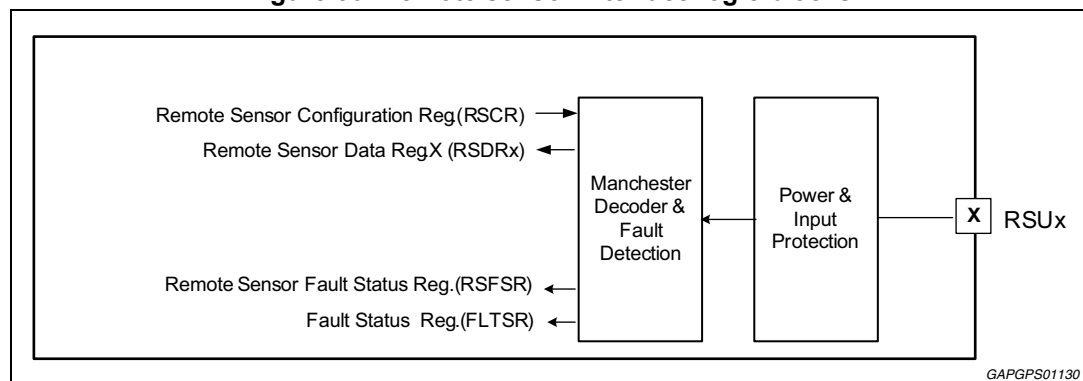 Remote Sensor Configuration Reg.(RSCR)
Remote Sensor Data Reg.X (RSDRx)
Manchester
Decoder &
Fault
Detection
Power &
Input
Protection
X
RSUx
Remote Sensor Fault Status Reg.(RSFSR)
Fault Status Reg.(FLTSR)
GAPGPS01130